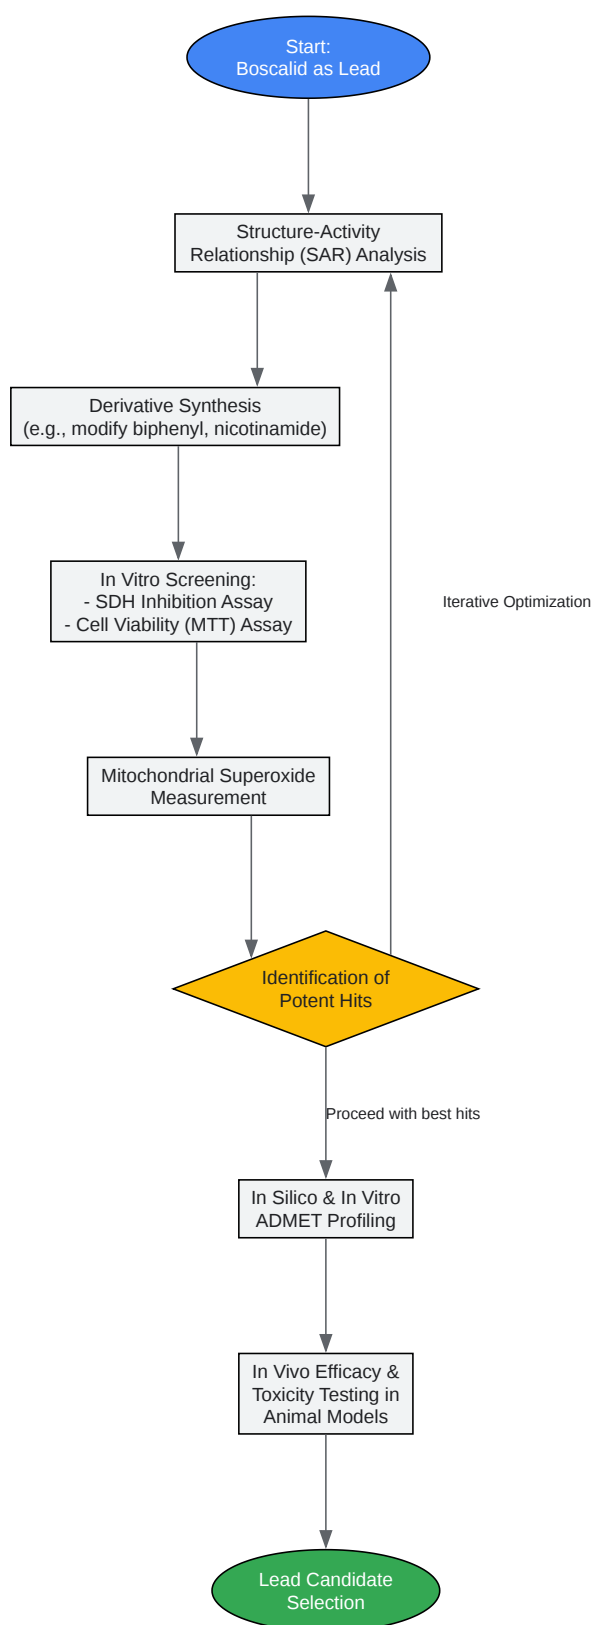 Start:
Boscalid as Lead
Structure-Activity
Relationship (SAR) Analysis
Derivative Synthesis
(e.g., modify biphenyl, nicotinamide)
In Vitro Screening:
- SDH Inhibition Assay
- Cell Viability (MTT) Assay
Iterative Optimization
Mitochondrial Superoxide
Measurement
Identification of
Potent Hits
Proceed with best hits
In Silico & In Vitro
ADMET Profiling
In Vivo Efficacy &
Toxicity Testing in
Animal Models
Lead Candidate
Selection